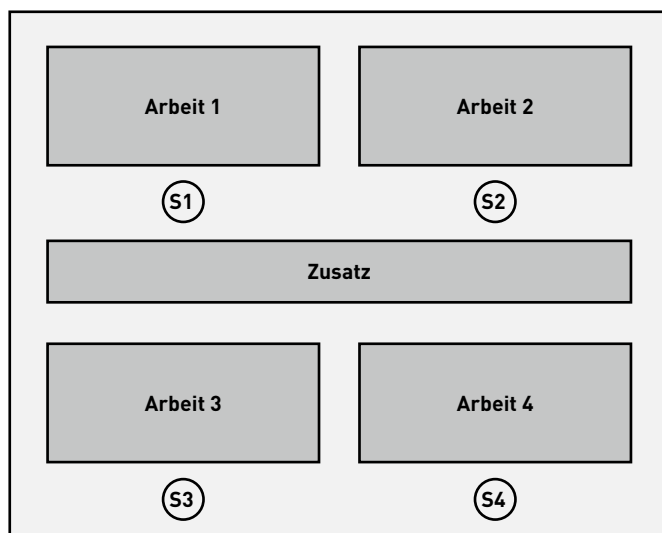 Arbeit 1
Arbeit 2
S1
S2
Zusatz
Arbeit 3
Arbeit 4
S3
S4